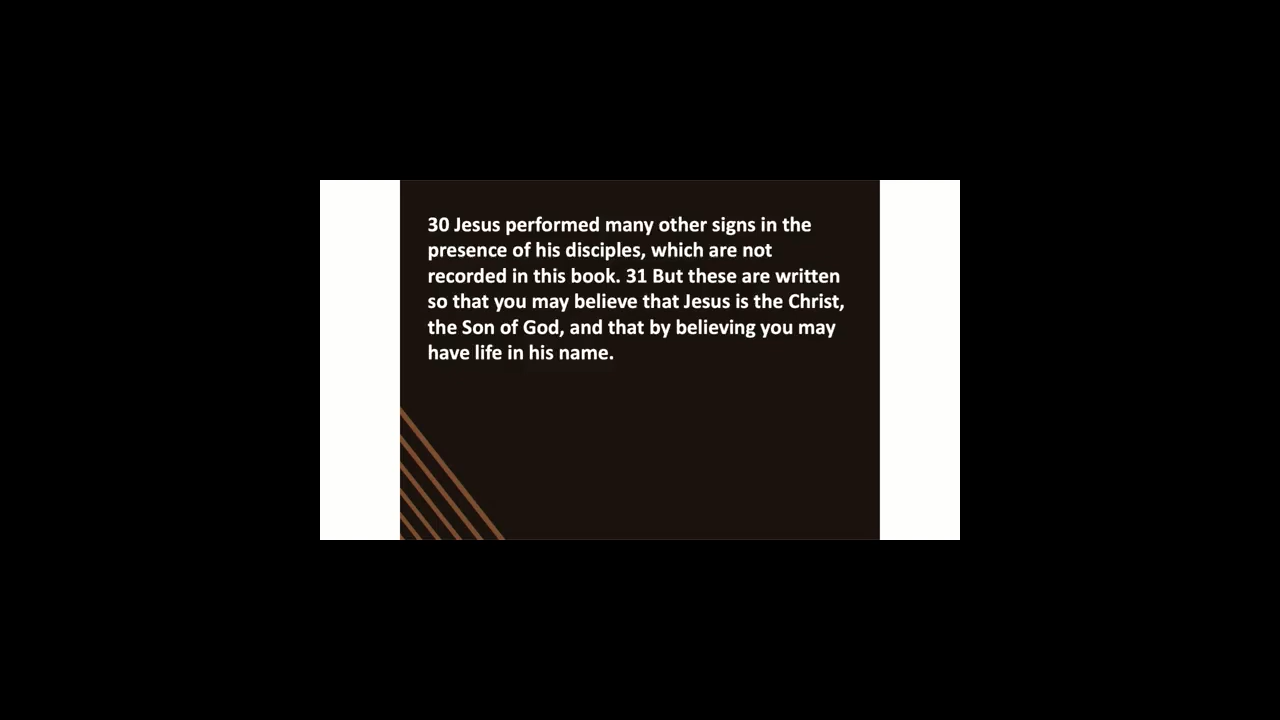 30 Jesus performed many other signs in the
presence of his disciples, which are not
recorded in this book. 31 But these are written
so that you may believe that Jesus is the Christ,
the Son of God, and that by believing you may
have life in his name.